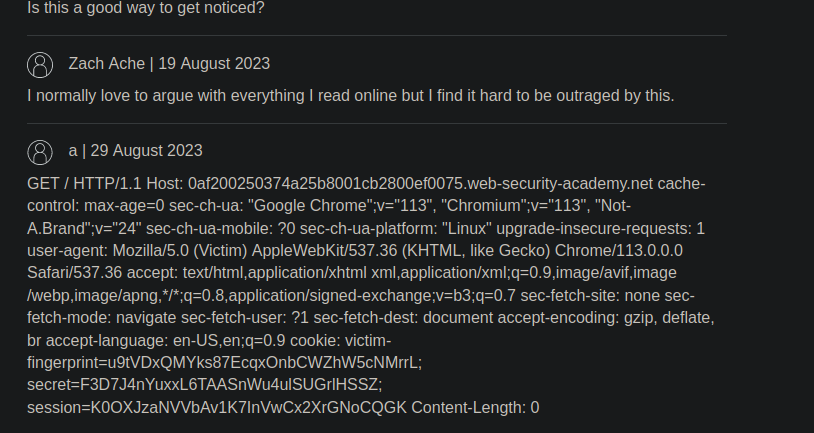 Is this a good way to get noticed?
Zach Ache | 19 August 2023
I normally love to argue with everything I read online but I find it hard to be outraged by this.
a | 29 August 2023
GET / HTTP/1.1 Host: 0af200250374a25b8001cb2800ef0075.web-security-academy.net cache-
control: max-age=0 sec-ch-ua: "Google Chrome";v="113", "Chromium";v="113", "Not-
A.Brand";v="24" sec-ch-ua-mobile: ?0 sec-ch-ua-platform: "Linux" upgrade-insecure-requests: 1
user-agent: Mozilla/5.0 (Victim) AppleWebKit/537.36 (KHTML, like Gecko) Chrome/113.0.0.0
Safari/537.36 accept: text/html,application/xhtml xml,application/xml;q=0.9,image/avif,image
/webp,image/apng,*/*;q=0.8,application/signed-exchange;v=b3;q=0.7 sec-fetch-site: none sec-
fetch-mode: navigate sec-fetch-user: ?1 sec-fetch-dest: document accept-encoding: gzip, deflate,
br accept-language: en-US,en;q=0.9 cookie: victim-
fingerprint=u9tVDxQMYks87EcqxOnbCWZhW5cNMrrL;
secret=F3D7J4nYuxxL6TAASnWu4ulSUGrlHSSZ;
session=K0OXJzaNVVbAv1K7InVwCx2XrGNoCQGK Content-Length: 0